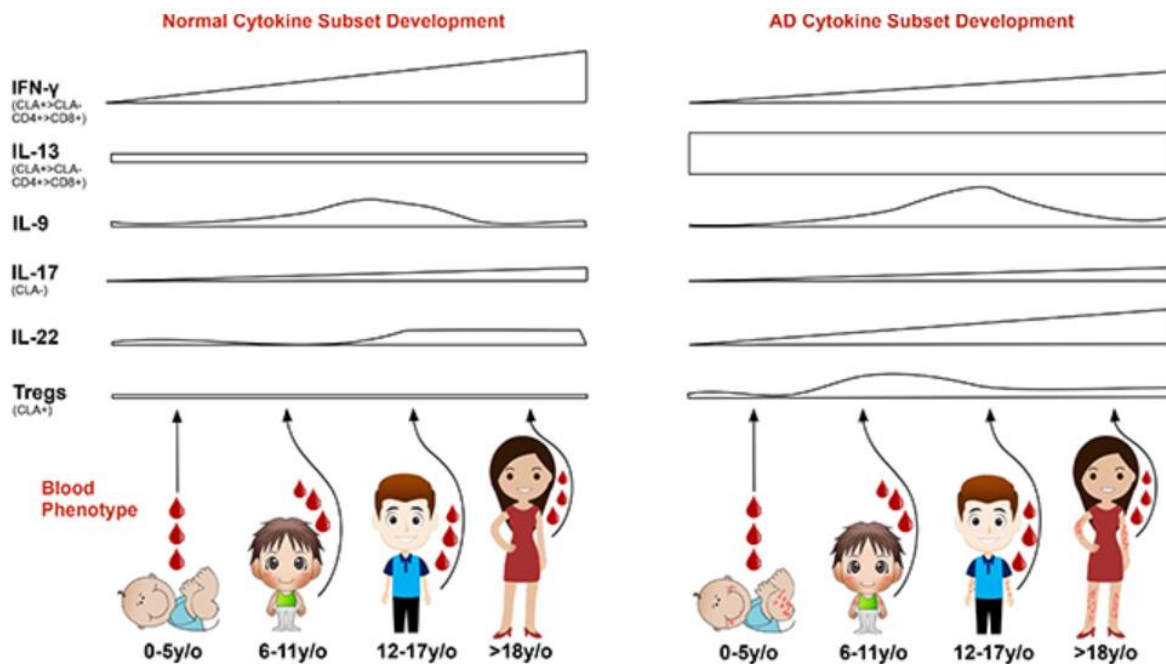 Normal Cytokine Subset Development
AD Cytokine Subset Development
IFN-γ
(CLA+>CLA-
CD4+>CD8+)
IL-13
(CLA+>CLA-
CD4+>CD8+)
IL-9
IL-17
(CLA-)
IL-22
Tregs
(CLA+)
Blood
Phenotype
0-5y/o
6-11y/o
12-17y/o
>18y/o
0-5y/o
6-11y/o
12-17y/o
>18y/o